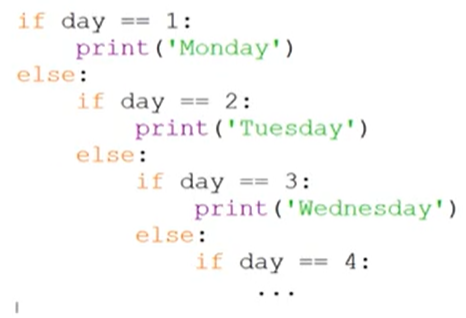 if day == 1:
    print('Monday')
else:
    if day == 2:
        print('Tuesday')
    else:
        if day == 3:
            print('Wednesday')
        else:
            if day == 4:
                ...